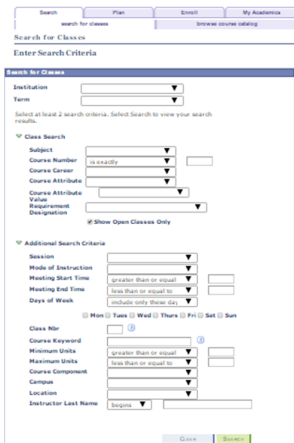 Search Plan Enroll My Academics
search for classes browse course catalog
Search for Classes
Enter Search Criteria
Search for Classes
Institution
Term
Select at least 2 search criteria. Select Search to view your search
results.
Class Search
Subject
Course Number is exactly
Course Career
Course Attribute
Course Attribute
Value
Requirement
Designation
Show Open Classes Only
Additional Search Criteria
Session
Mode of Instruction
Meeting Start Time greater than or equal
Meeting End Time less than or equal to
Days of Week include only these day
Mon Tues Wed Thurs Fri Sat Sun
Class Nbr
Course Keyword
Minimum Units greater than or equal
Maximum Units less than or equal to
Course Component
Campus
Location
Instructor Last Name begins
Clear Search